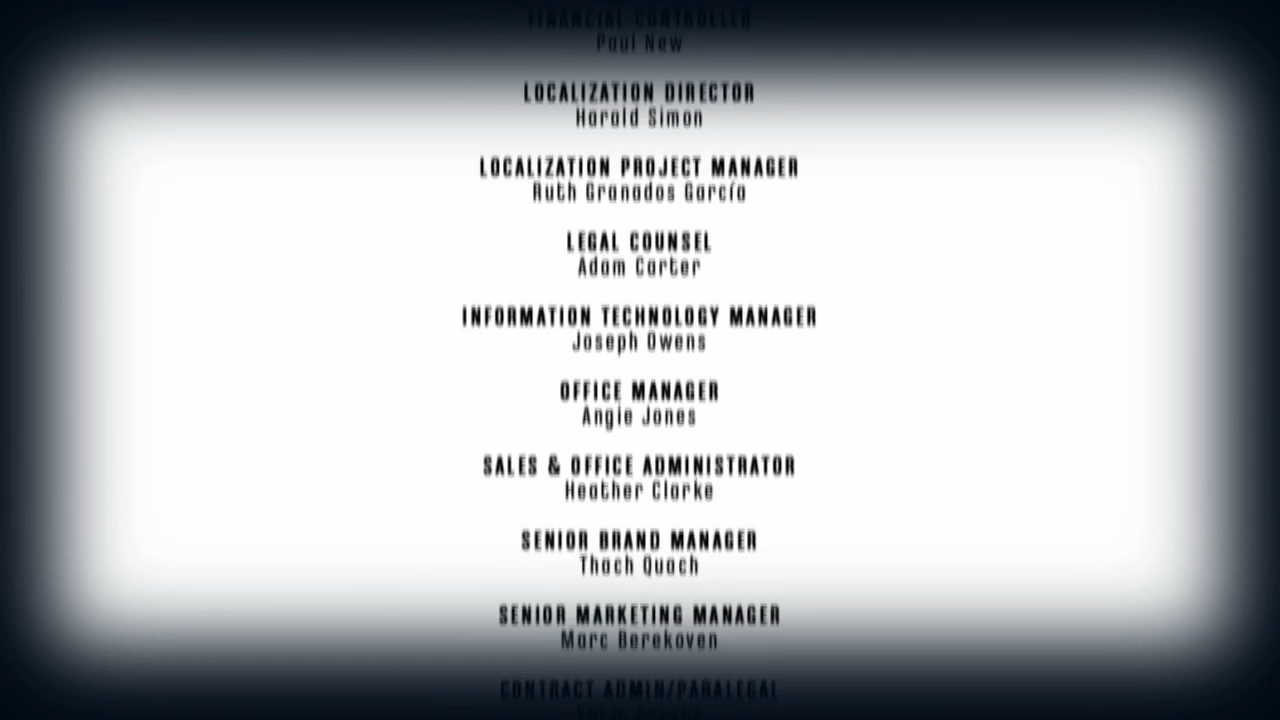 FINANCIAL CONTROLLER
Paul New
LOCALIZATION DIRECTOR
Harald Simon
LOCALIZATION PROJECT MANAGER
Ruth Granados García
LEGAL COUNSEL
Adam Carter
INFORMATION TECHNOLOGY MANAGER
Joseph Owens
OFFICE MANAGER
Angie Jones
SALES & OFFICE ADMINISTRATOR
Heather Clarke
SENIOR BRAND MANAGER
Thach Quach
SENIOR MARKETING MANAGER
Marc Berekoven
CONTRACT ADMIN/PARALEGAL